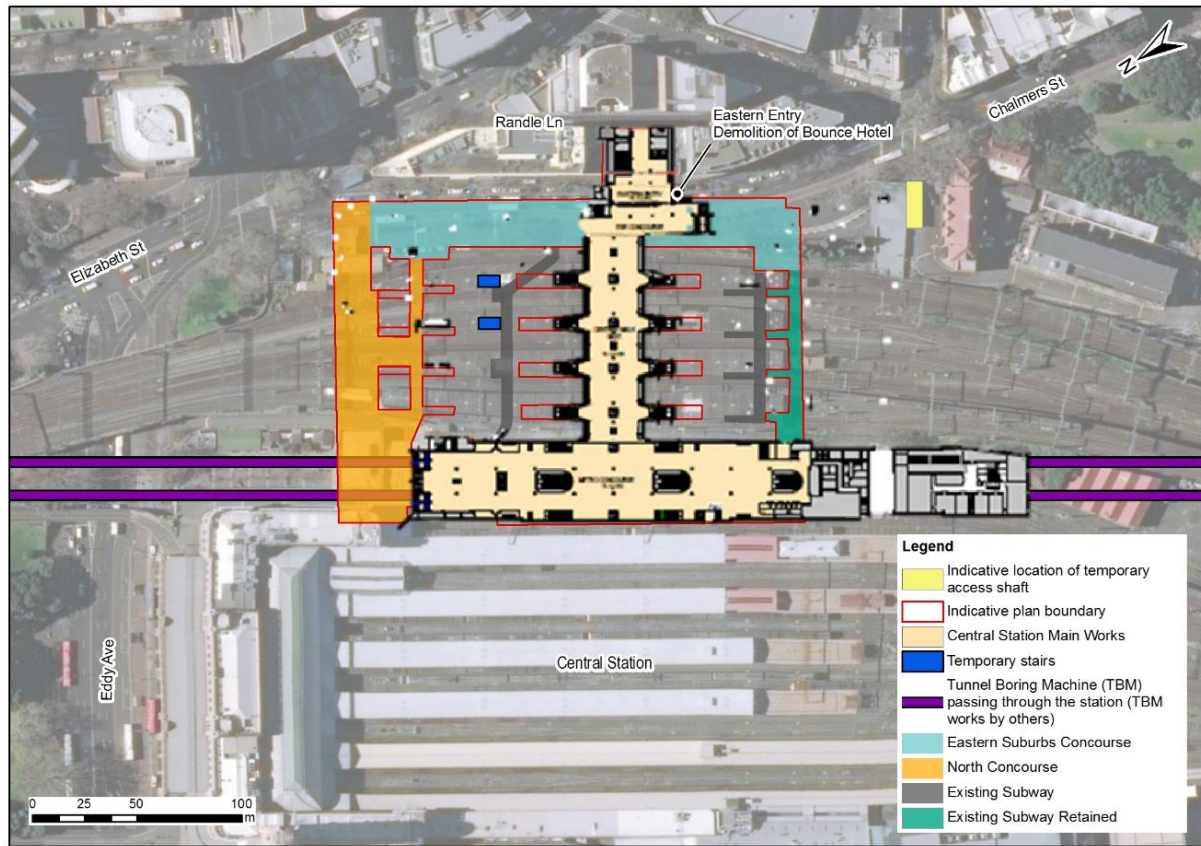 N
Chalmers St
Randle Ln
Eastern Entry
Demolition of Bounce Hotel
Elizabeth St
Eddy Ave
Central Station
0 25 50 100
m
Legend
Indicative location of temporary
access shaft
Indicative plan boundary
Central Station Main Works
Temporary stairs
Tunnel Boring Machine (TBM)
passing through the station (TBM
works by others)
Eastern Suburbs Concourse
North Concourse
Existing Subway
Existing Subway Retained